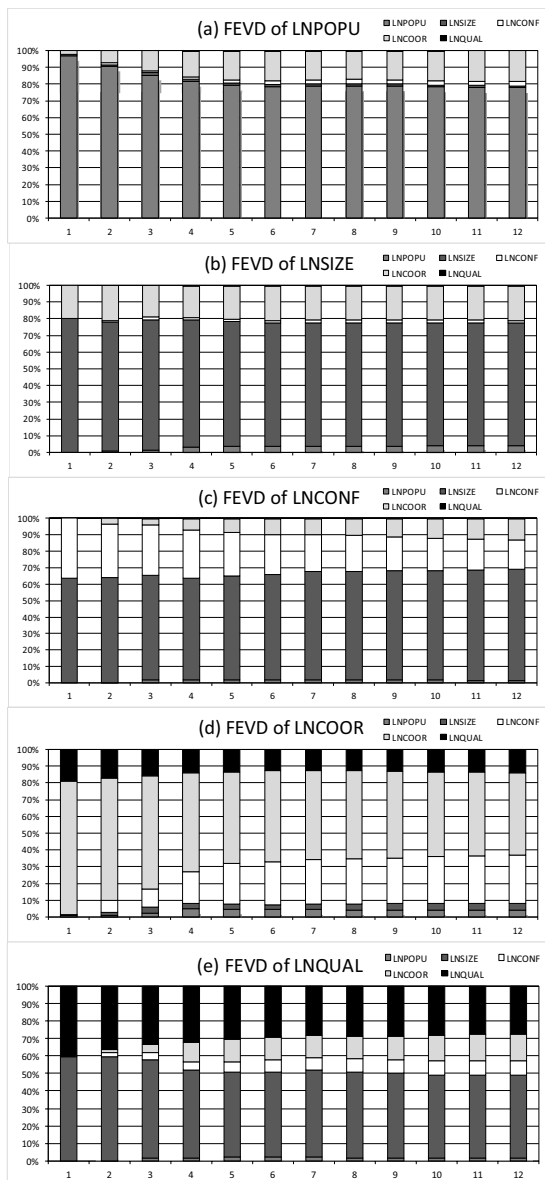 (a) FEVD of LNPOPU
LNPOPU LNSIZE LNCONF
LNCOOR LNQUAL
100%
90%
80%
70%
60%
50%
40%
30%
20%
10%
0%
1 2 3 4 5 6 7 8 9 10 11 12
(b) FEVD of LNSIZE
LNPOPU LNSIZE LNCONF
LNCOOR LNQUAL
100%
90%
80%
70%
60%
50%
40%
30%
20%
10%
0%
1 2 3 4 5 6 7 8 9 10 11 12
(c) FEVD of LNCONF
LNPOPU LNSIZE LNCONF
LNCOOR LNQUAL
100%
90%
80%
70%
60%
50%
40%
30%
20%
10%
0%
1 2 3 4 5 6 7 8 9 10 11 12
(d) FEVD of LNCOOR
LNPOPU LNSIZE LNCONF
LNCOOR LNQUAL
100%
90%
80%
70%
60%
50%
40%
30%
20%
10%
0%
1 2 3 4 5 6 7 8 9 10 11 12
(e) FEVD of LNQUAL
LNPOPU LNSIZE LNCONF
LNCOOR LNQUAL
100%
90%
80%
70%
60%
50%
40%
30%
20%
10%
0%
1 2 3 4 5 6 7 8 9 10 11 12